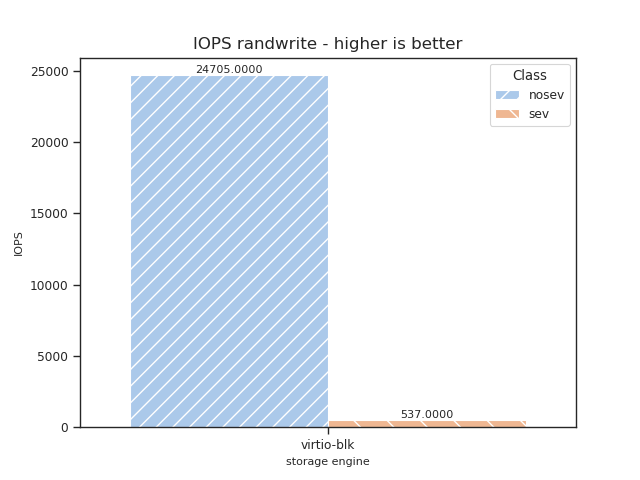 IOPS randwrite - higher is better
25000
20000
15000
10000
5000
0
IOPS
24705.0000
537.0000
Class
nosev
sev
virtio-blk
storage engine